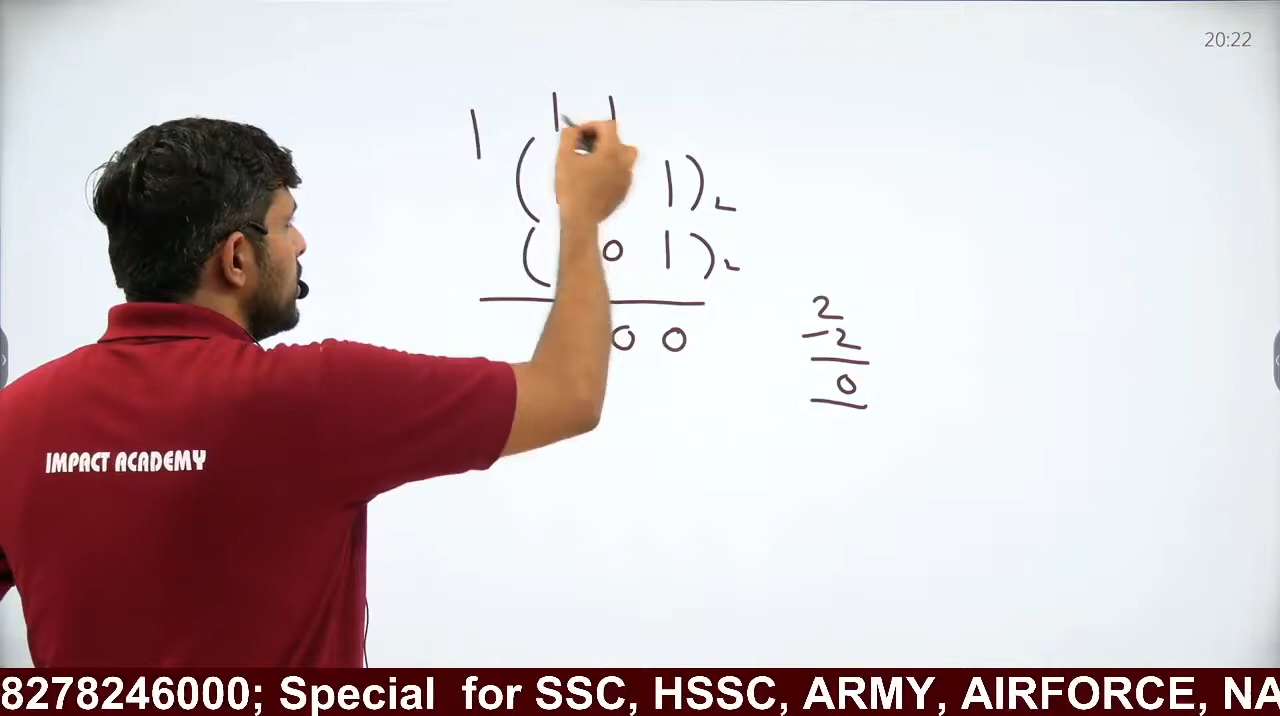 20:22
1 1 1
( 1)2
( 0 1)2
0 0
2
-2
0
IMPACT ACADEMY
8278246000; Special for SSC, HSSC, ARMY, AIRFORCE, NA